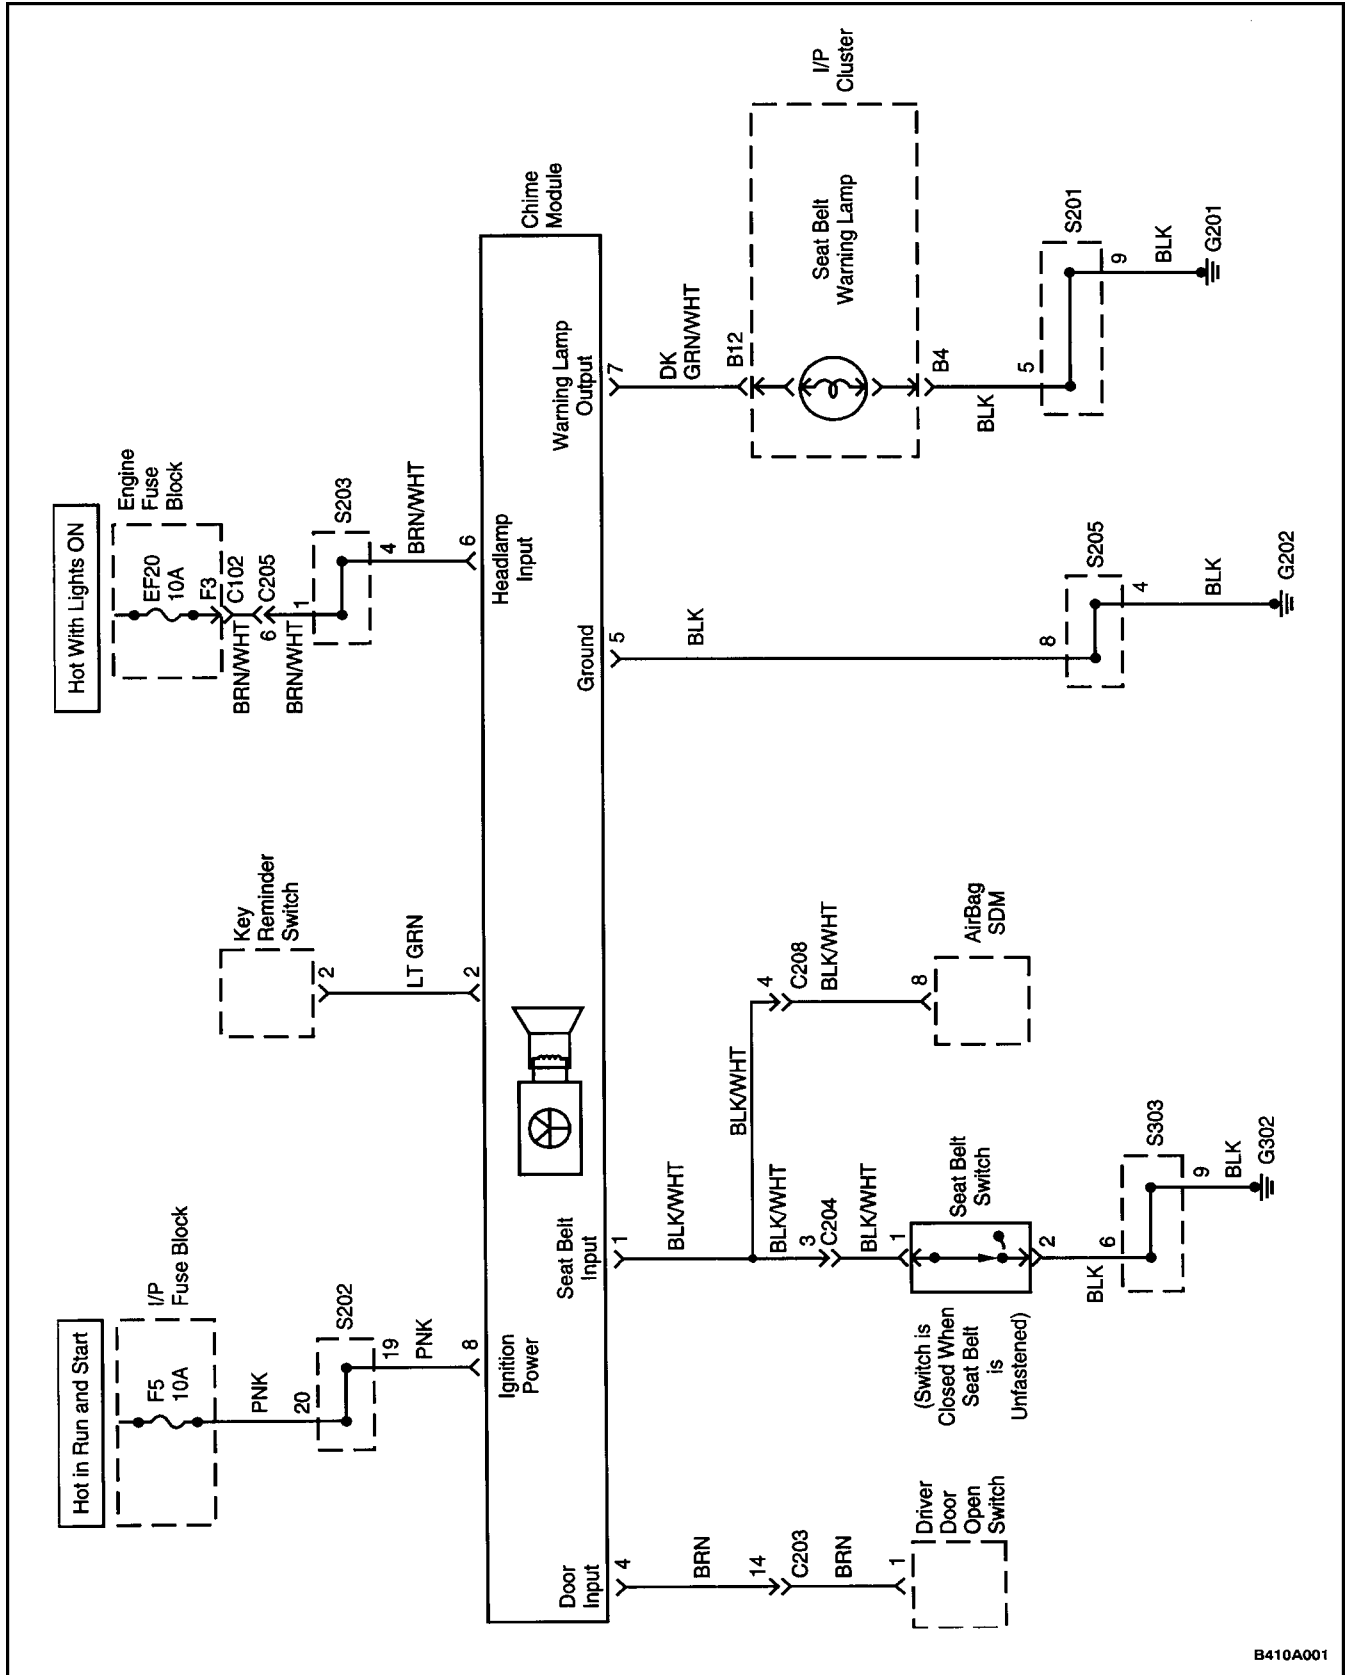 Hot in Run and Start
I/P
Fuse Block
F5
10A
PNK
20
S202
19
PNK
8
Ignition
Power
Key
Reminder
Switch
2
LT GRN
2
Hot With Lights ON
Engine
Fuse
Block
EF20
10A
F3
C102
BRN/WHT
C205
6
BRN/WHT
1
S203
4
BRN/WHT
6
Headlamp
Input
Chime
Module
Door
Input
4
BRN
14
C203
BRN
1
Driver
Door
Open
Switch
Seat Belt
Input
1
BLK/WHT
BLK/WHT
BLK/WHT
3
C204
BLK/WHT
1
Seat Belt
Switch
(Switch is
Closed When
Seat Belt
is
Unfastened)
2
BLK
6
S303
9
BLK
G302
4
C208
BLK/WHT
8
AirBag
SDM
Ground
5
BLK
8
S205
4
BLK
G202
Warning Lamp
Output
7
DK
GRN/WHT
B12
I/P
Cluster
Seat Belt
Warning Lamp
B4
BLK
5
S201
9
BLK
G201
B410A001